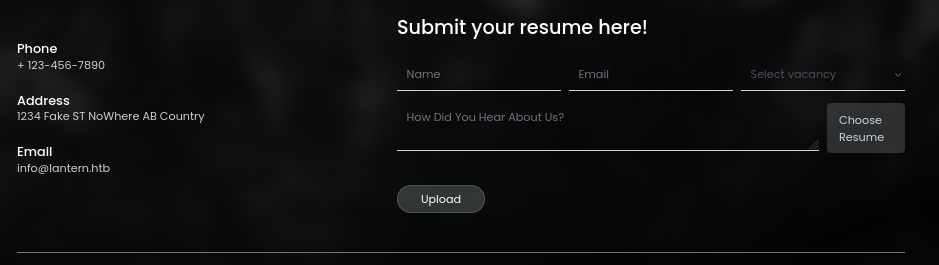 Phone
+ 123-456-7890
Address
1234 Fake ST NoWhere AB Country
Email
info@lantern.htb
Submit your resume here!
Name
Email
Select vacancy
How Did You Hear About Us?
Choose
Resume
Upload